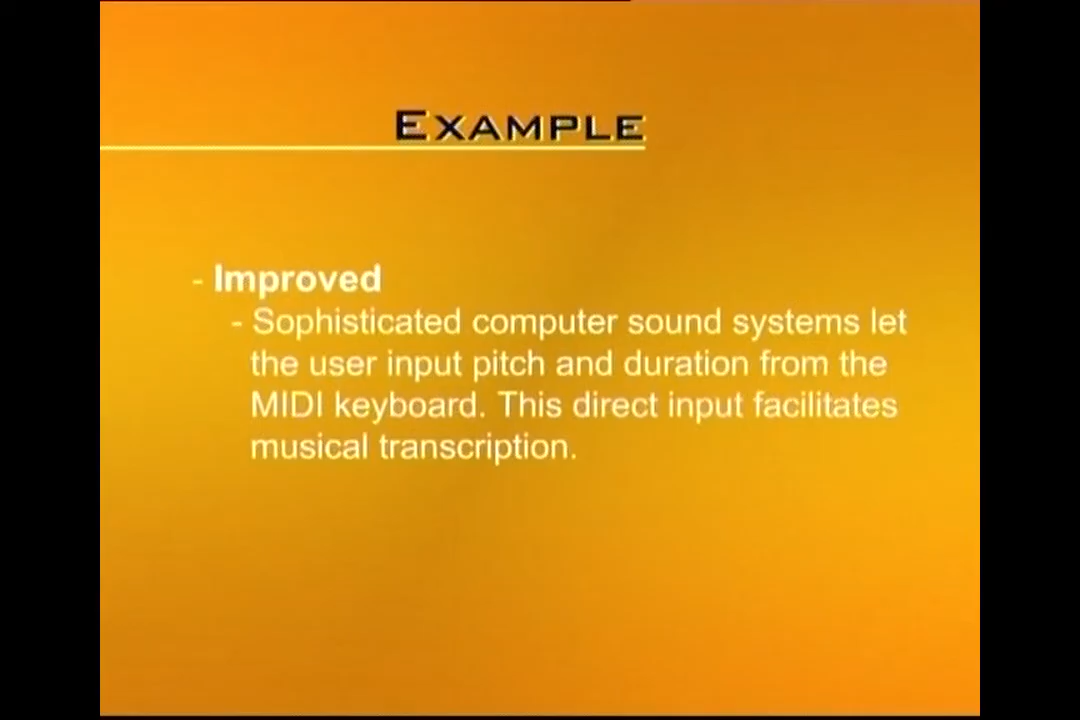 EXAMPLE
- Improved
- Sophisticated computer sound systems let
the user input pitch and duration from the
MIDI keyboard. This direct input facilitates
musical transcription.